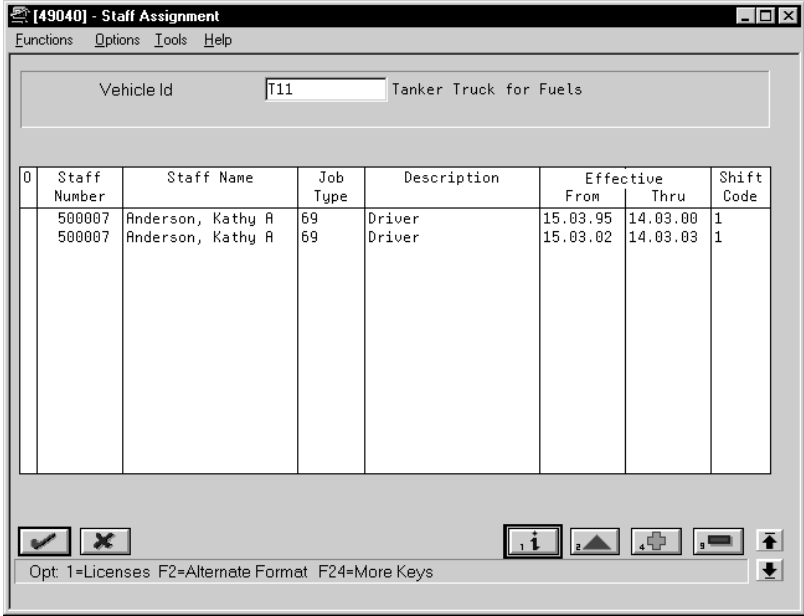 [49040] - Staff Assignment
Functions Options Tools Help
Vehicle Id T11 Tanker Truck for Fuels
O Staff Number Staff Name Job Type Description Effective From Thru Shift Code
500007 Anderson, Kathy A 69 Driver 15.03.95 14.03.00 1
500007 Anderson, Kathy A 69 Driver 15.03.02 14.03.03 1
1 i 2 4 9
Opt: 1=Licenses F2=Alternate Format F24=More Keys